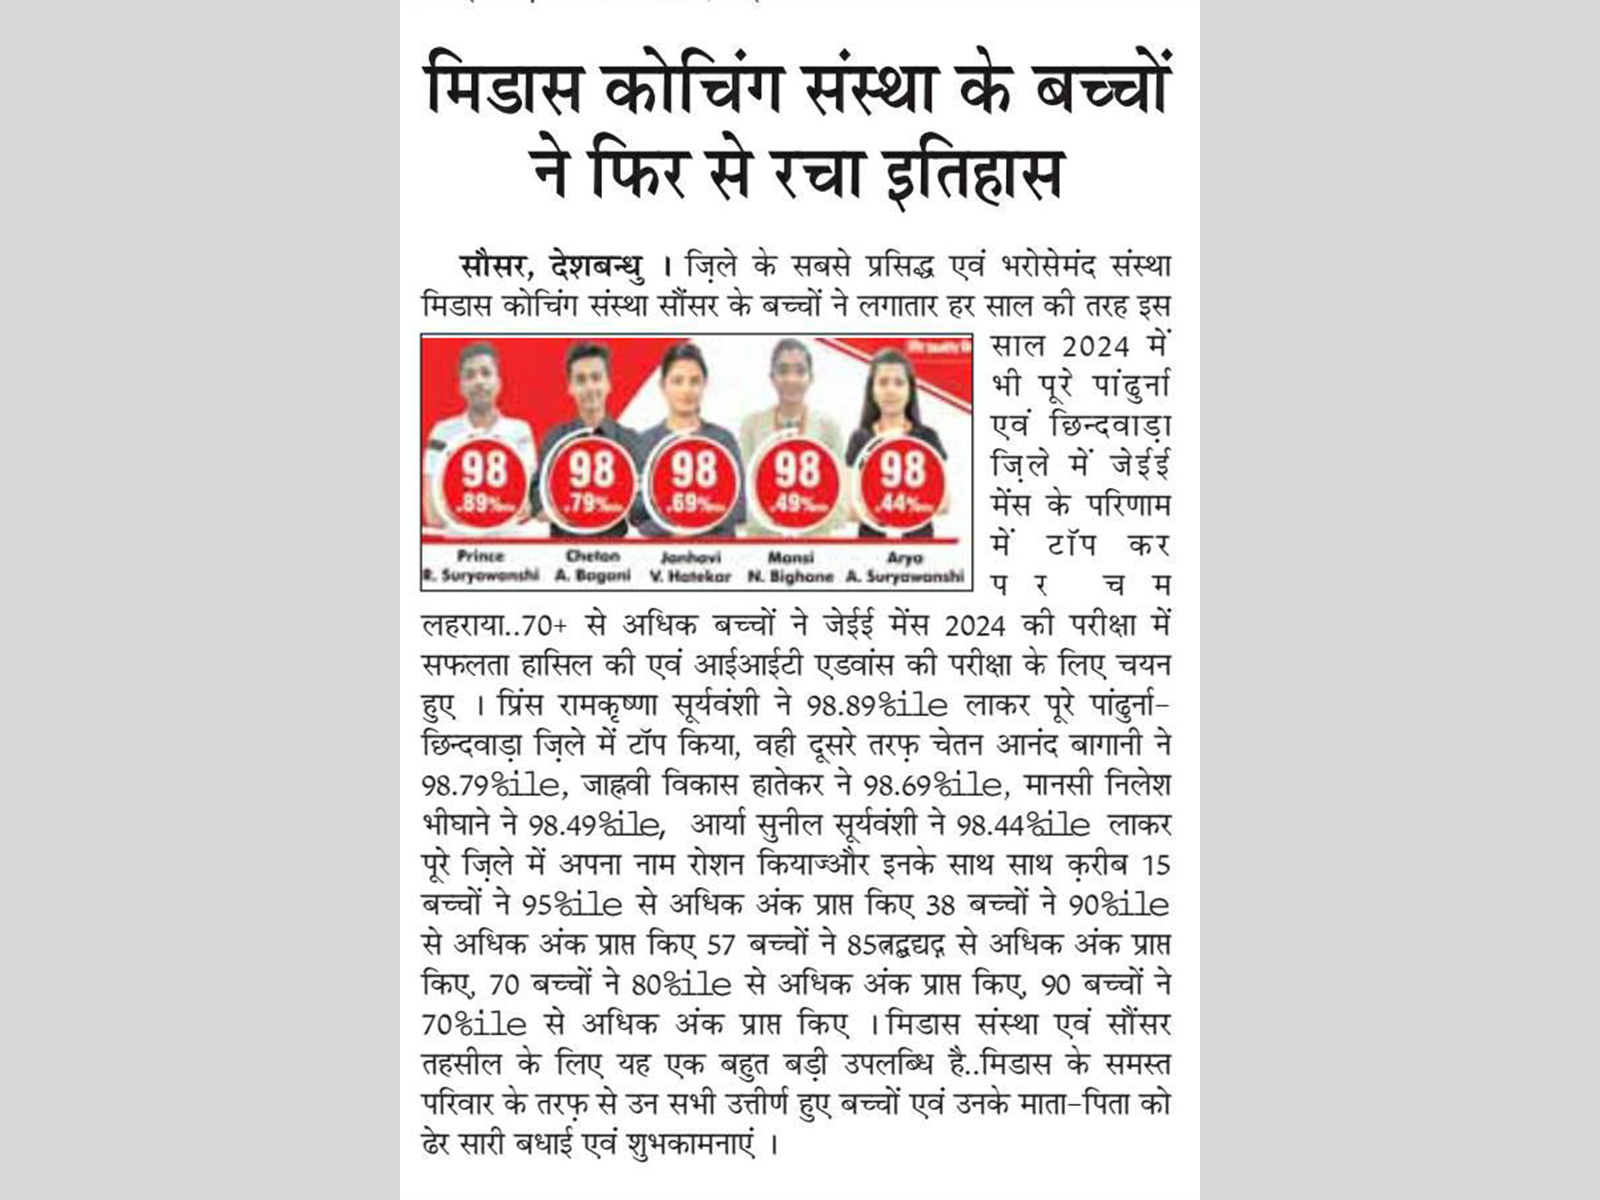 मिडास कोचिंग संस्था के बच्चों
ने फिर से रचा इतिहास
सौसर, देशबन्धु । ज़िले के सबसे प्रसिद्ध एवं भरोसेमंद संस्था
मिडास कोचिंग संस्था सौंसर के बच्चों ने लगातार हर साल की तरह इस
साल 2024 में
भी पूरे पांढुर्ना
एवं छिन्दवाड़ा
ज़िले में जेईई
मेंस के परिणाम
में टॉप कर
प र च म
98 98 98 98 98
.89%ile .79%ile .69%ile .49%ile .44%ile
Prince Chetan Janhavi Mansi Arya
R. Suryawanshi A. Bagani V. Hatekar N. Bighane A. Suryawanshi
लहराया..70+ से अधिक बच्चों ने जेईई मेंस 2024 की परीक्षा में
सफलता हासिल की एवं आईआईटी एडवांस की परीक्षा के लिए चयन
हुए । प्रिंस रामकृष्णा सूर्यवंशी ने 98.89%ile लाकर पूरे पांढुर्ना-
छिन्दवाड़ा ज़िले में टॉप किया, वही दूसरे तरफ़ चेतन आनंद बागानी ने
98.79%ile, जाह्नवी विकास हातेकर ने 98.69%ile, मानसी निलेश
भीघाने ने 98.49%ile, आर्या सुनील सूर्यवंशी ने 98.44%ile लाकर
पूरे ज़िले में अपना नाम रोशन कियाज्और इनके साथ साथ क़रीब 15
बच्चों ने 95%ile से अधिक अंक प्राप्त किए 38 बच्चों ने 90%ile
से अधिक अंक प्राप्त किए 57 बच्चों ने 85 से अधिक अंक प्राप्त
किए, 70 बच्चों ने 80%ile से अधिक अंक प्राप्त किए, 90 बच्चों ने
70%ile से अधिक अंक प्राप्त किए । मिडास संस्था एवं सौंसर
तहसील के लिए यह एक बहुत बड़ी उपलब्धि है..मिडास के समस्त
परिवार के तरफ़ से उन सभी उत्तीर्ण हुए बच्चों एवं उनके माता-पिता को
ढेर सारी बधाई एवं शुभकामनाएं ।